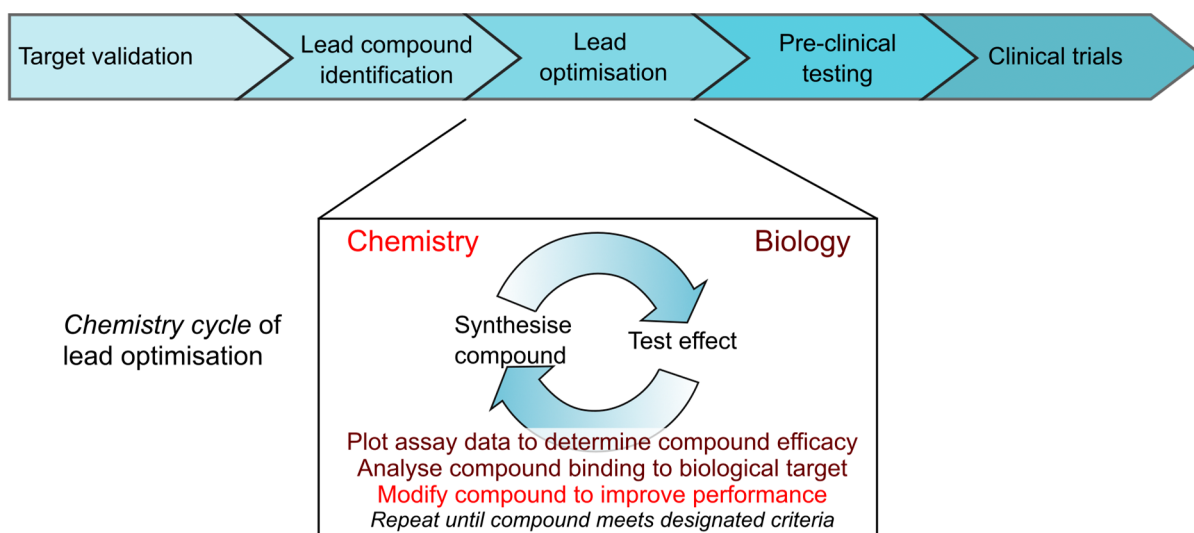 Target validation
Lead compound
identification
Lead
optimisation
Pre-clinical
testing
Clinical trials
Chemistry
Biology
Chemistry cycle of
lead optimisation
Synthesise
compound
Test effect
Plot assay data to determine compound efficacy
Analyse compound binding to biological target
Modify compound to improve performance
Repeat until compound meets designated criteria